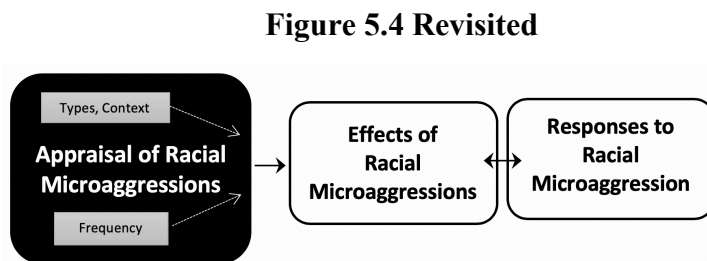 Figure 5.4 Revisited
Types, Context
Appraisal of Racial
Microaggressions
Frequency
Effects of
Racial
Microaggressions
Responses to
Racial
Microaggression